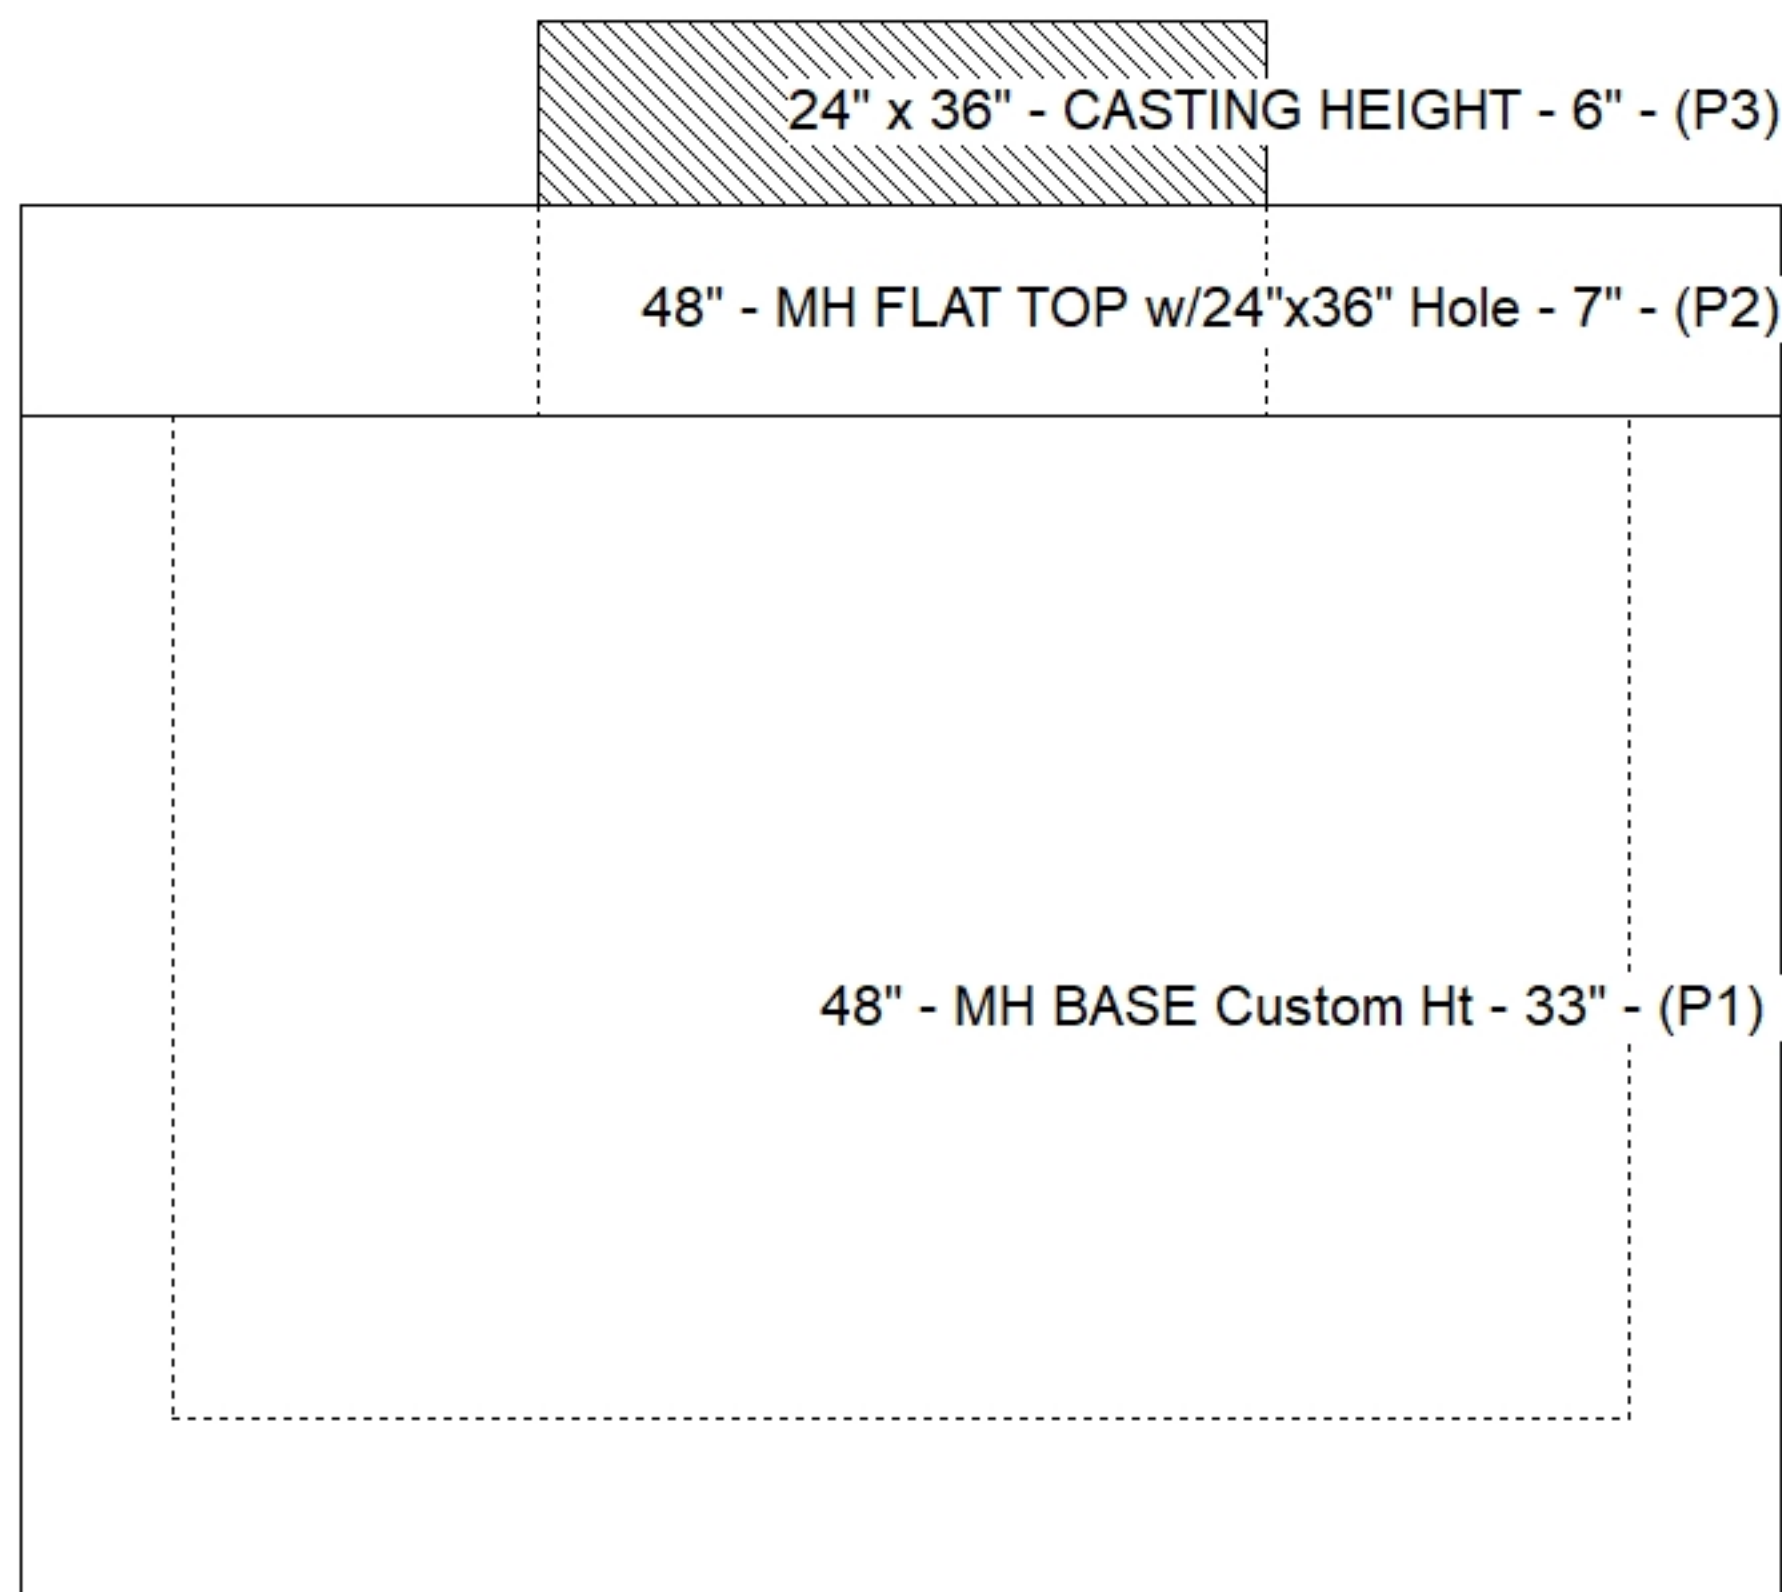 24" x 36" - CASTING HEIGHT - 6" - (P3)
48" - MH FLAT TOP w/24"x36" Hole - 7" - (P2)
48" - MH BASE Custom Ht - 33" - (P1)